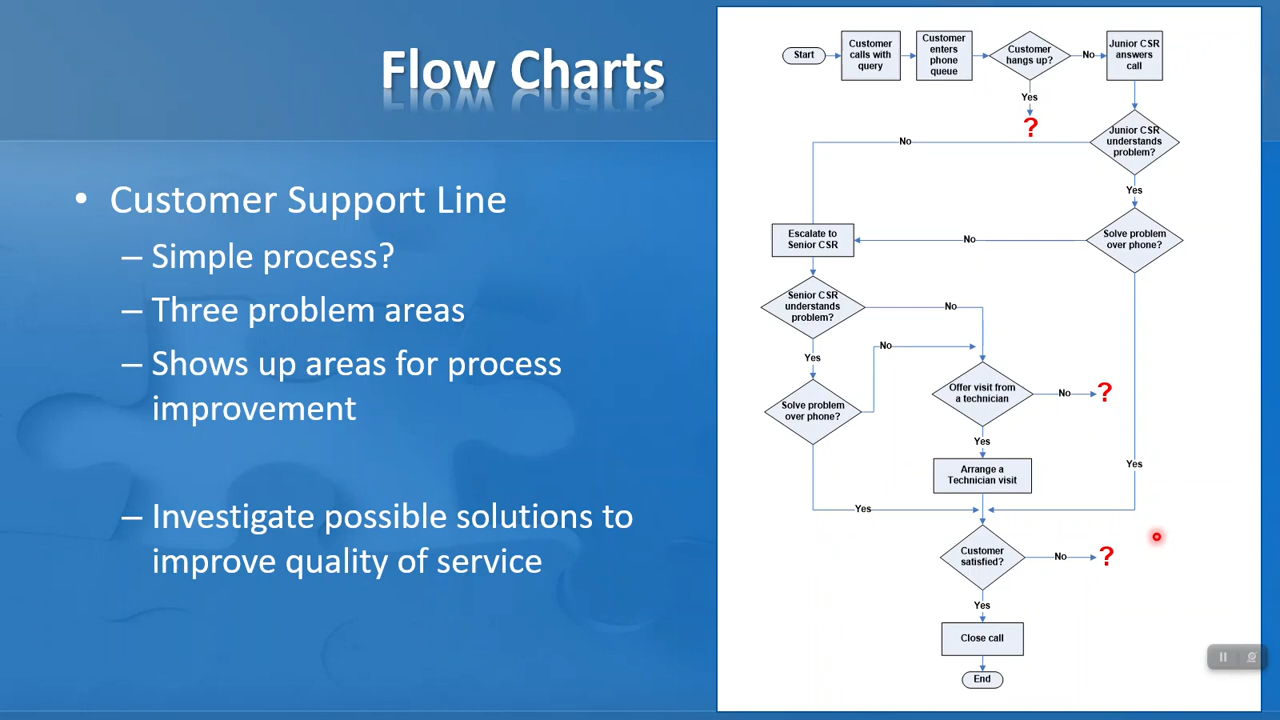 Flow Charts
• Customer Support Line
– Simple process?
– Three problem areas
– Shows up areas for process
improvement
– Investigate possible solutions to
improve quality of service
Start
Customer
calls with
query
Customer
enters
phone
queue
Customer
hangs up?
No
Junior CSR
answers
call
Yes
?
Junior CSR
understands
problem?
No
Yes
Escalate to
Senior CSR
No
Solve problem
over phone?
Senior CSR
understands
problem?
No
Yes
No
Solve problem
over phone?
Offer visit from
a technician
No
?
Yes
Yes
Arrange a
Technician visit
Yes
Customer
satisfied?
No
?
Yes
Close call
End